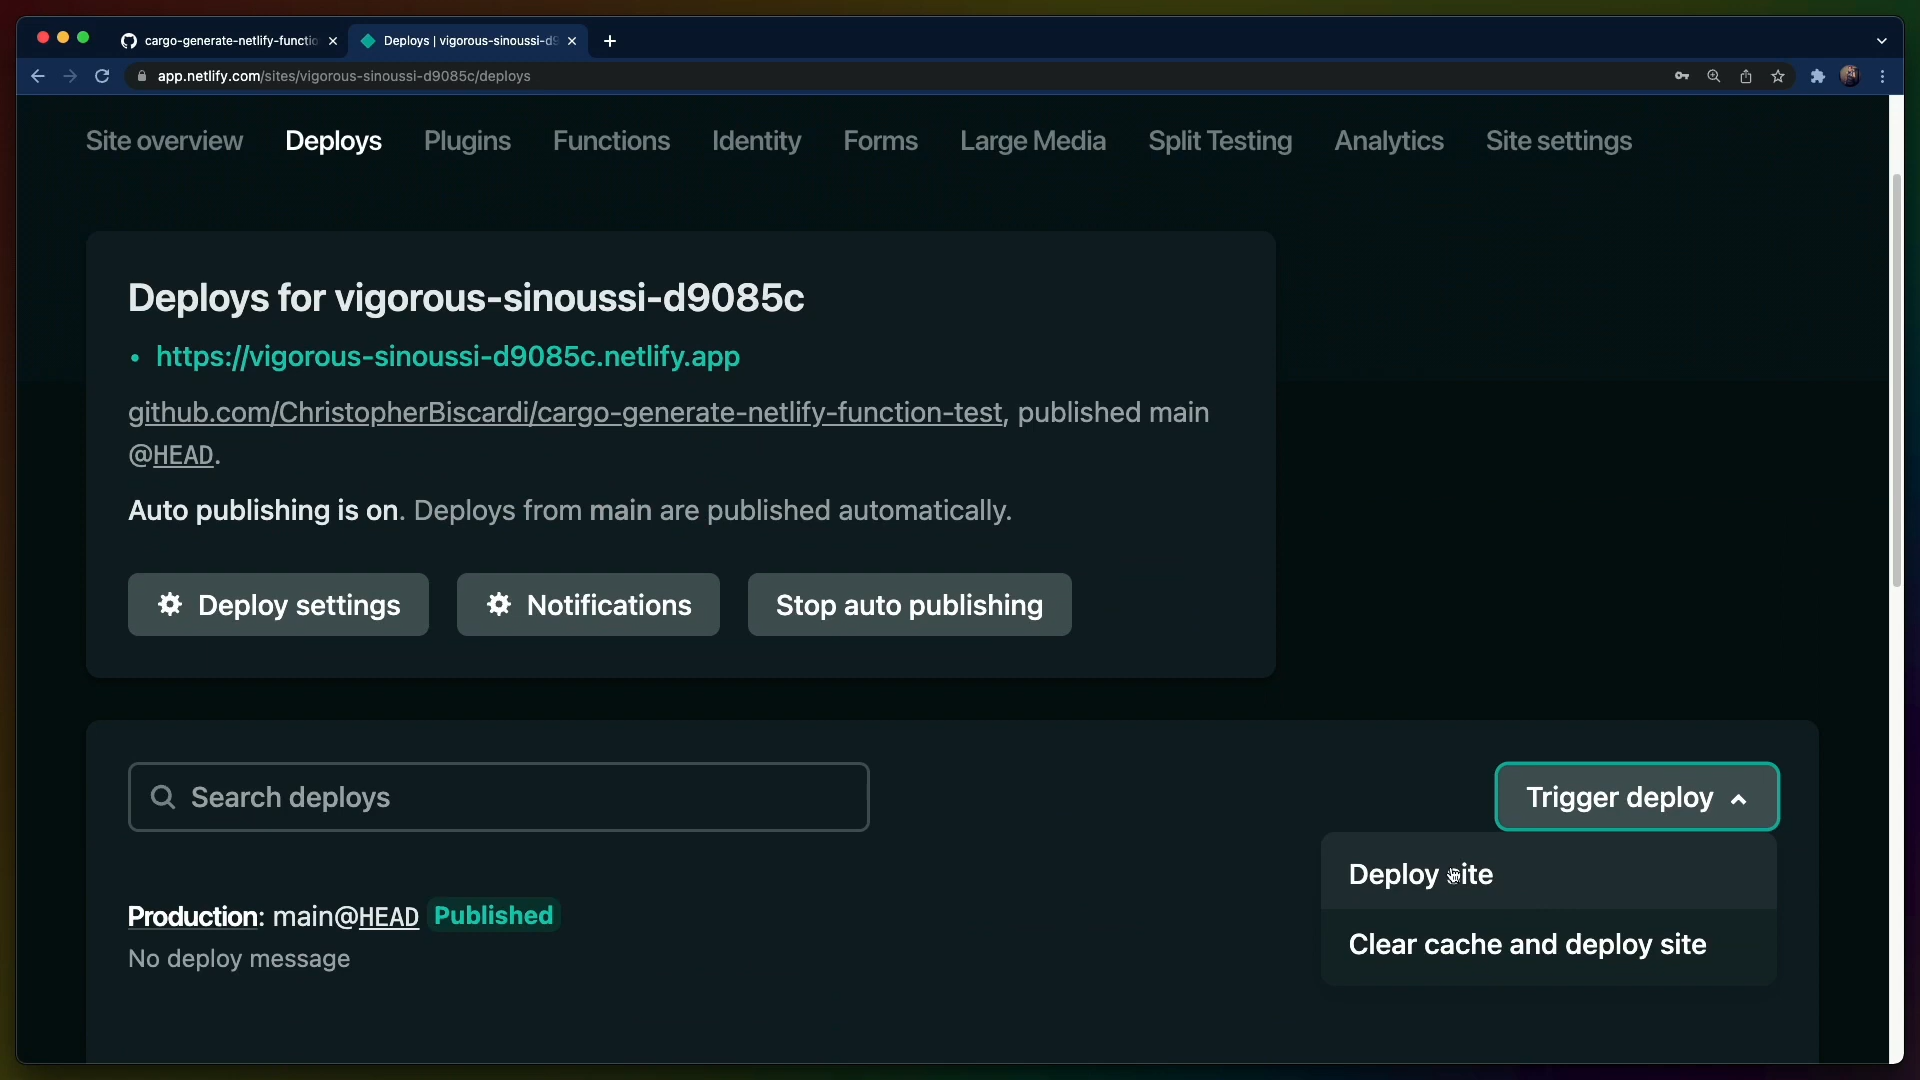 cargo-generate-netlify-functio
Deploys | vigorous-sinoussi-d9
app.netlify.com/sites/vigorous-sinoussi-d9085c/deploys
Site overview
Deploys
Plugins
Functions
Identity
Forms
Large Media
Split Testing
Analytics
Site settings
Deploys for vigorous-sinoussi-d9085c
• https://vigorous-sinoussi-d9085c.netlify.app
github.com/ChristopherBiscardi/cargo-generate-netlify-function-test, published main
@HEAD.
Auto publishing is on. Deploys from main are published automatically.
Deploy settings
Notifications
Stop auto publishing
Search deploys
Trigger deploy
Deploy site
Clear cache and deploy site
Production: main@HEAD Published
No deploy message